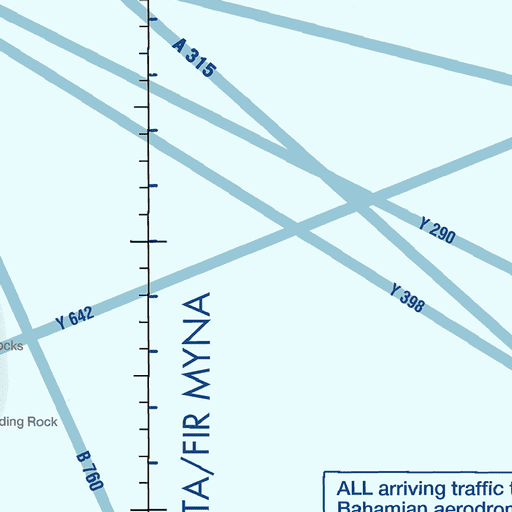 A 315
Y 290
Y 398
Y 642
ocks
TA/FIR MYNA
ding Rock
B 760
ALL arriving traffic t
Bahamian aerodrom